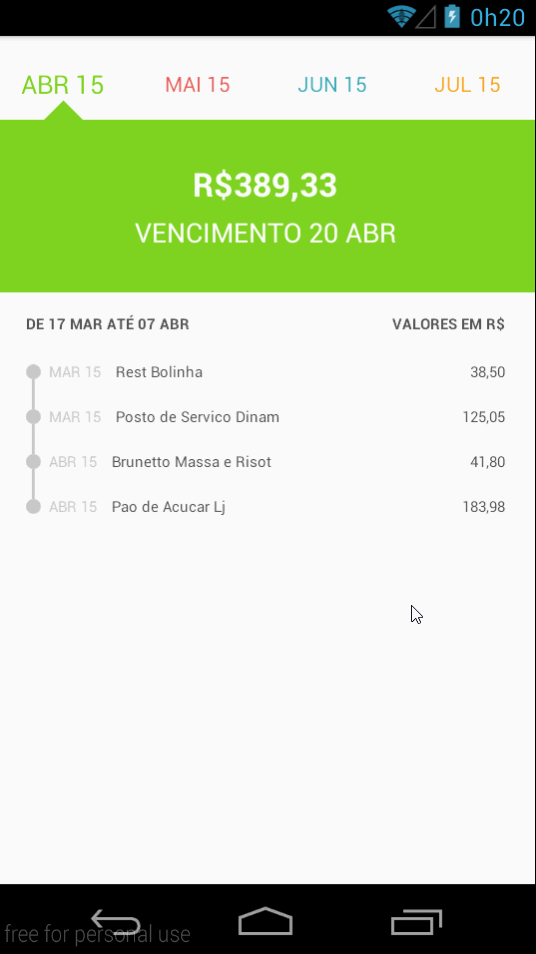 0h20
ABR 15 MAI 15 JUN 15 JUL 15
R$389,33
VENCIMENTO 20 ABR
DE 17 MAR ATÉ 07 ABR VALORES EM R$
MAR 15 Rest Bolinha 38,50
MAR 15 Posto de Servico Dinam 125,05
ABR 15 Brunetto Massa e Risot 41,80
ABR 15 Pao de Acucar Lj 183,98
free for personal use